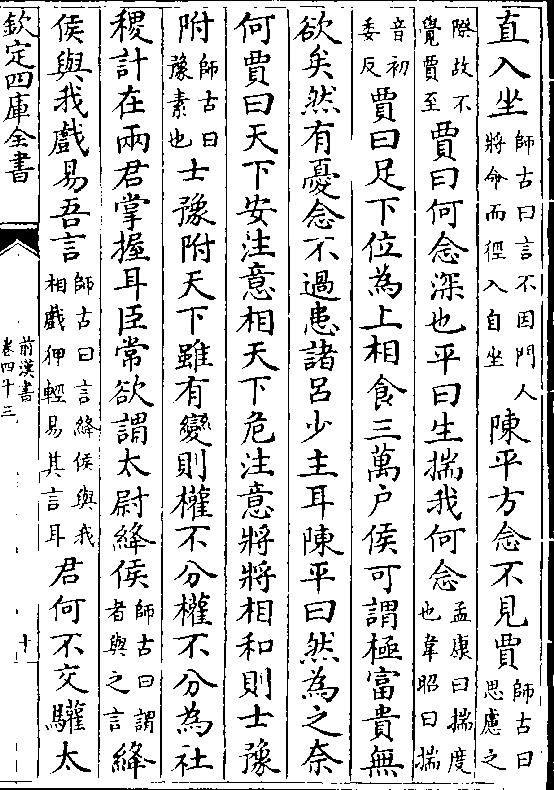 直入坐師古曰言不因門人將命而徑入自坐陳平方念不見賈師古曰思慮之
際故不覺賈至賈曰何念深也平曰生揣我何念孟康曰揣度也韋昭曰揣
音初委反賈曰足下位為上相食三萬户侯可謂極富貴無
欲矣然有憂念不過患諸吕少主耳陳平曰然為之奈
何賈曰天下安注意相天下危注意將將相和則士豫
附師古曰豫素也士豫附天下雖有變則權不分權不分為社
稷計在兩君掌握耳臣常欲謂太尉絳侯師古曰謂者與之言絳
侯與我戲易吾言師古曰言絳侯與我相戲狎輕易其言耳君何不交驩太
欽定四庫全書
前漢書
卷四十三
十一